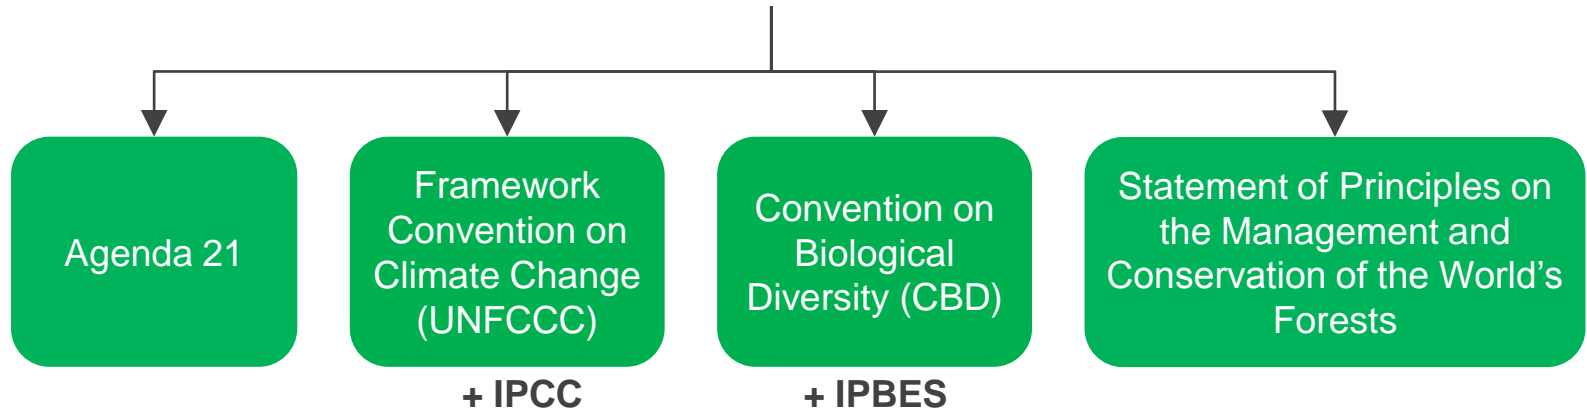 Agenda 21
Framework
Convention on
Climate Change
(UNFCCC)
+ IPCC
Convention on
Biological
Diversity (CBD)
+ IPBES
Statement of Principles on
the Management and
Conservation of the World’s
Forests